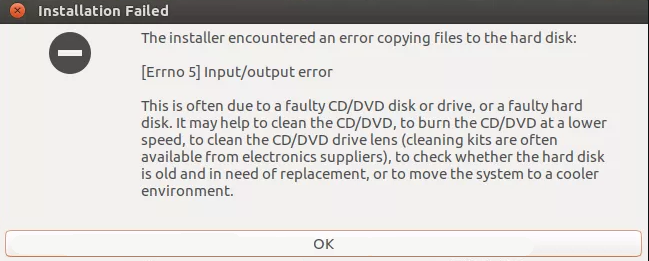 Installation Failed
The installer encountered an error copying files to the hard disk:
[Errno 5] Input/output error
This is often due to a faulty CD/DVD disk or drive, or a faulty hard
disk. It may help to clean the CD/DVD, to burn the CD/DVD at a lower
speed, to clean the CD/DVD drive lens (cleaning kits are often
available from electronics suppliers), to check whether the hard disk
is old and in need of replacement, or to move the system to a cooler
environment.
OK